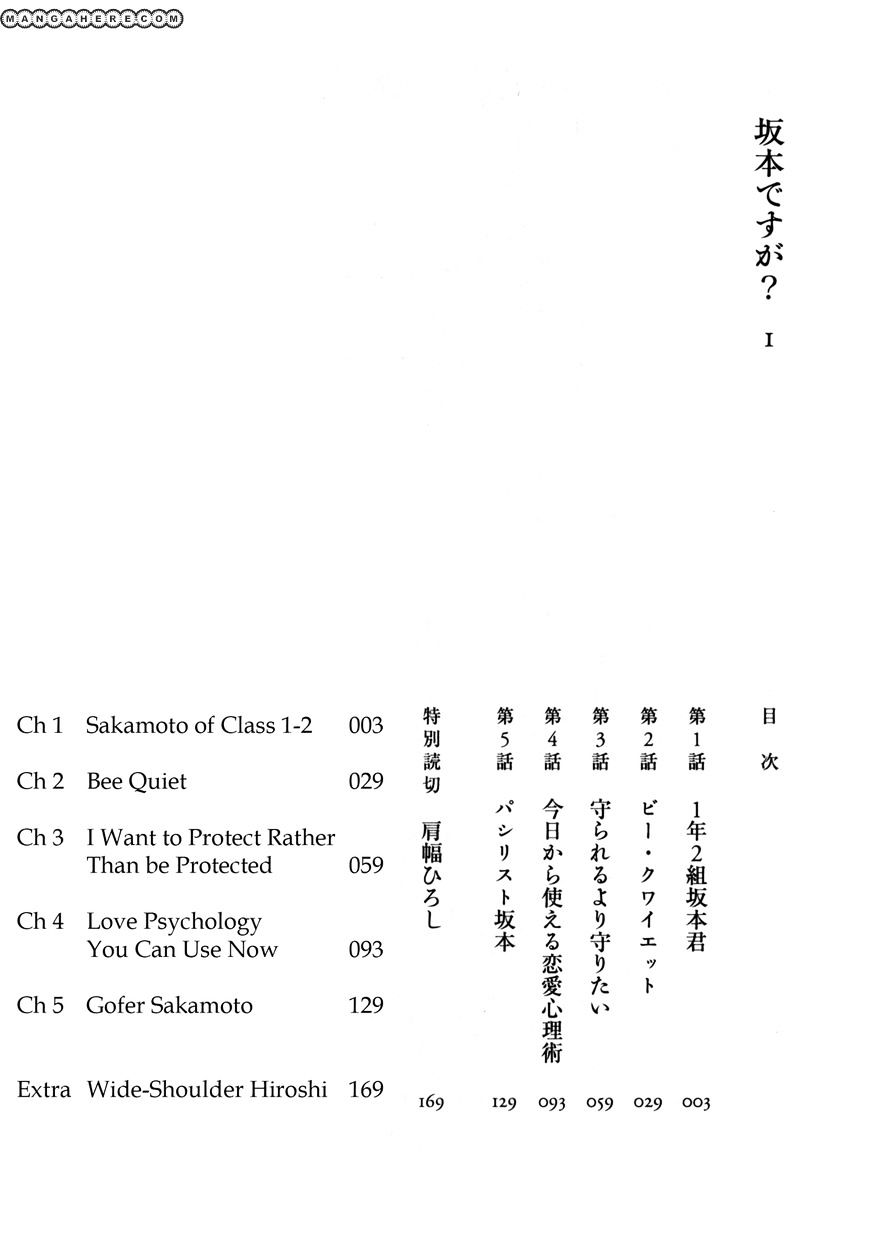 MANGAHERE.COM
坂本ですが？ 1
目次
第1話 1年2組坂本君 003
第2話 ビー・クワイエット 029
第3話 守られるより守りたい 059
第4話 今日から使える恋愛心理術 093
第5話 パシリスト坂本 129
特別読切 肩幅ひろし 169
Ch 1 Sakamoto of Class 1-2 003
Ch 2 Bee Quiet 029
Ch 3 I Want to Protect Rather
Than be Protected 059
Ch 4 Love Psychology
You Can Use Now 093
Ch 5 Gofer Sakamoto 129
Extra Wide-Shoulder Hiroshi 169